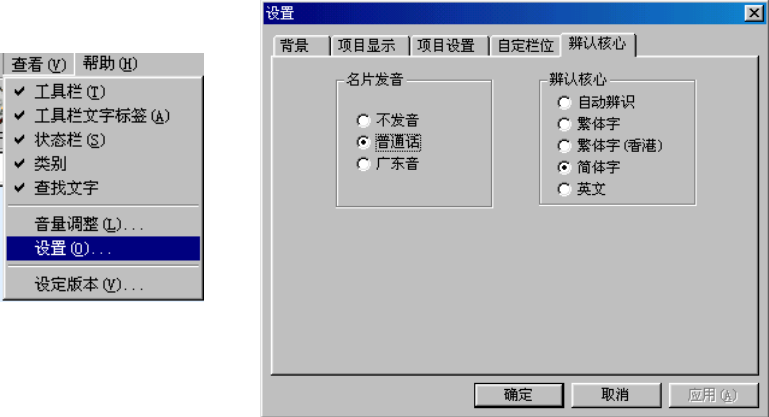 查看(V) 帮助(H)
工具栏(T)
工具栏文字标签(A)
状态栏(S)
类别
查找文字
音量调整(L)...
设置(O)...
设定版本(V)...
设置
背景 项目显示 项目设置 自定栏位 辨认核心
名片发音
不发音
普通话
广东音
辨认核心
自动辨识
繁体字
繁体字(香港)
简体字
英文
确定 取消 应用(A)